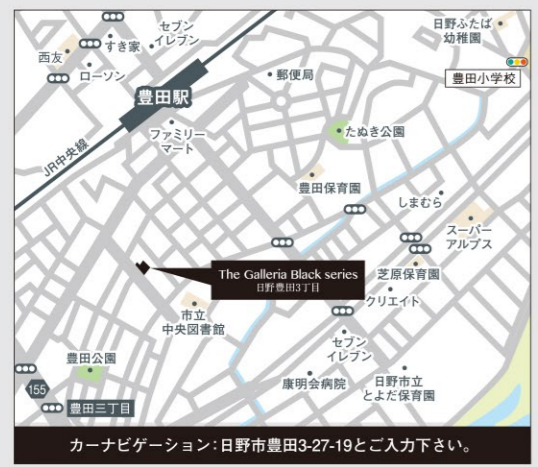 セブン
イレブン
すき家
西友
ローソン
豊田駅
郵便局
日野ふたば
幼稚園
豊田小学校
ファミリー
マート
JR中央線
たぬき公園
豊田保育園
しまむら
スーパー
アルプス
The Galleria Black series
日野豊田3丁目
芝原保育園
クリエイト
市立
中央図書館
セブン
イレブン
豊田公園
康明会病院
日野市立
とよだ保育園
155
豊田三丁目
カーナビゲーション:日野市豊田3-27-19とご入力下さい。